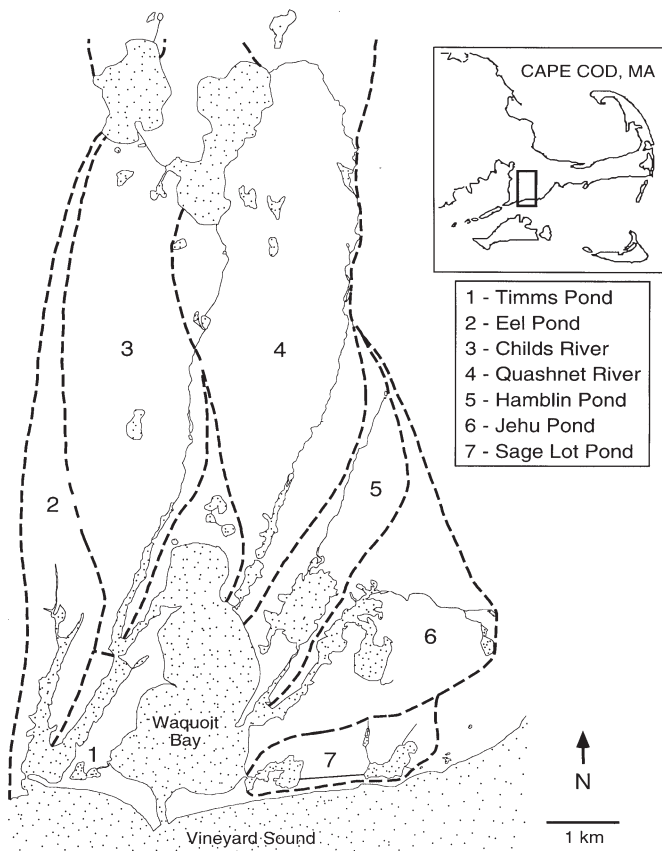 CAPE COD, MA
1 - Timms Pond
2 - Eel Pond
3 - Childs River
4 - Quashnet River
5 - Hamblin Pond
6 - Jehu Pond
7 - Sage Lot Pond
3
4
2
5
6
Waquoit
Bay
1
7
N
1 km
Vineyard Sound